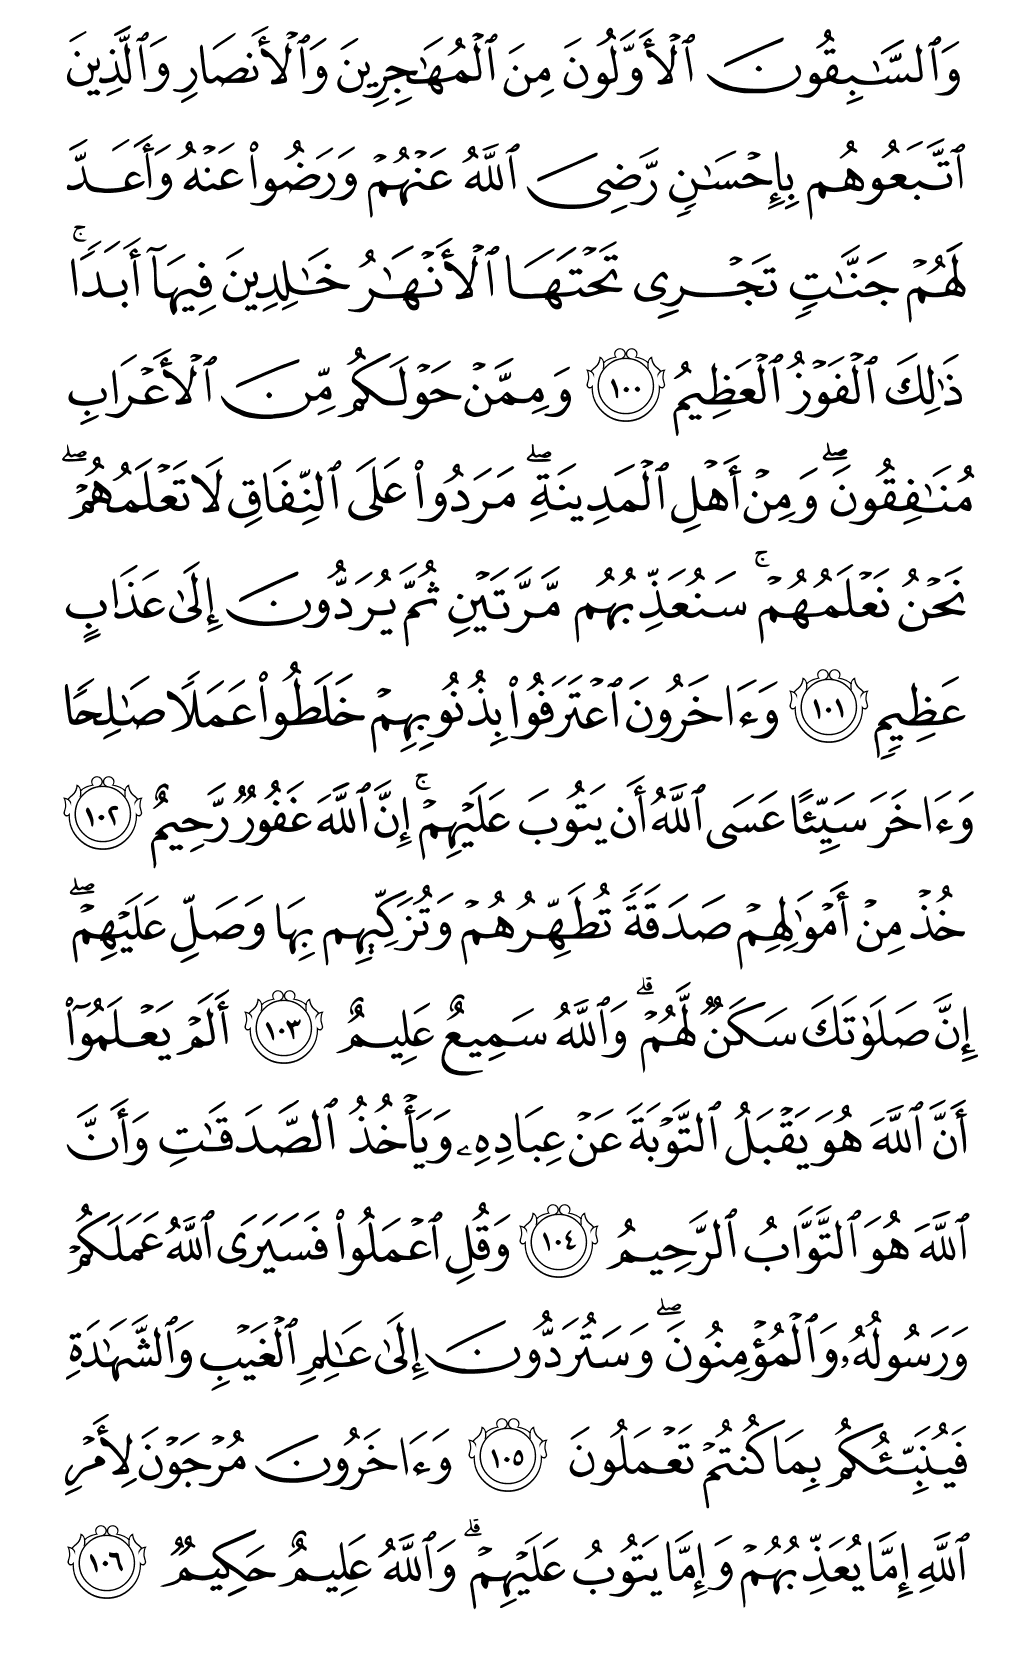 وَٱلسَّـٰبِقُونَ ٱلْأَوَّلُونَ مِنَ ٱلْمُهَـٰجِرِينَ وَٱلْأَنصَارِ وَٱلَّذِينَ
ٱتَّبَعُوهُم بِإِحْسَـٰنٍ رَّضِىَ ٱللَّهُ عَنْهُمْ وَرَضُوا۟ عَنْهُ وَأَعَدَّ
لَهُمْ جَنَّـٰتٍ تَجْرِى تَحْتَهَا ٱلْأَنْهَـٰرُ خَـٰلِدِينَ فِيهَآ أَبَدًا ۚ
ذَٰلِكَ ٱلْفَوْزُ ٱلْعَظِيمُ ١٠٠ وَمِمَّنْ حَوْلَكُم مِّنَ ٱلْأَعْرَابِ
مُنَـٰفِقُونَ ۖ وَمِنْ أَهْلِ ٱلْمَدِينَةِ ۖ مَرَدُوا۟ عَلَى ٱلنِّفَاقِ لَا تَعْلَمُهُمْ ۖ
نَحْنُ نَعْلَمُهُمْ ۚ سَنُعَذِّبُهُم مَّرَّتَيْنِ ثُمَّ يُرَدُّونَ إِلَىٰ عَذَابٍ
عَظِيمٍ ١٠١ وَءَاخَرُونَ ٱعْتَرَفُوا۟ بِذُنُوبِهِمْ خَلَطُوا۟ عَمَلًا صَـٰلِحًا
وَءَاخَرَ سَيِّئًا عَسَى ٱللَّهُ أَن يَتُوبَ عَلَيْهِمْ ۚ إِنَّ ٱللَّهَ غَفُورٌ رَّحِيمٌ ١٠٢
خُذْ مِنْ أَمْوَٰلِهِمْ صَدَقَةً تُطَهِّرُهُمْ وَتُزَكِّيهِم بِهَا وَصَلِّ عَلَيْهِمْ ۖ
إِنَّ صَلَوٰتَكَ سَكَنٌ لَّهُمْ ۗ وَٱللَّهُ سَمِيعٌ عَلِيمٌ ١٠٣ أَلَمْ يَعْلَمُوٓا۟
أَنَّ ٱللَّهَ هُوَ يَقْبَلُ ٱلتَّوْبَةَ عَنْ عِبَادِهِۦ وَيَأْخُذُ ٱلصَّدَقَـٰتِ وَأَنَّ
ٱللَّهَ هُوَ ٱلتَّوَّابُ ٱلرَّحِيمُ ١٠٤ وَقُلِ ٱعْمَلُوا۟ فَسَيَرَى ٱللَّهُ عَمَلَكُمْ
وَرَسُولُهُۥ وَٱلْمُؤْمِنُونَ ۖ وَسَتُرَدُّونَ إِلَىٰ عَـٰلِمِ ٱلْغَيْبِ وَٱلشَّهَـٰدَةِ
فَيُنَبِّئُكُم بِمَا كُنتُمْ تَعْمَلُونَ ١٠٥ وَءَاخَرُونَ مُرْجَوْنَ لِأَمْرِ
ٱللَّهِ إِمَّا يُعَذِّبُهُمْ وَإِمَّا يَتُوبُ عَلَيْهِمْ ۗ وَٱللَّهُ عَلِيمٌ حَكِيمٌ ١٠٦